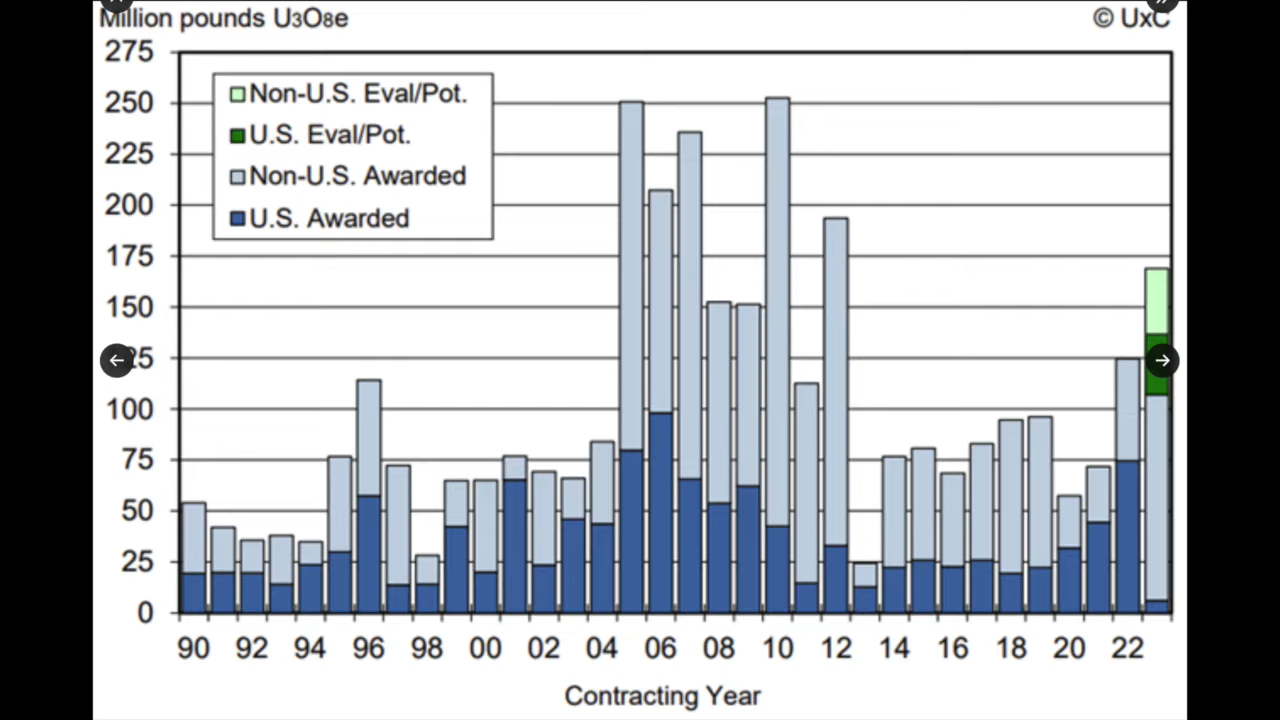 Million pounds U3O8e
© UxC
275
250
225
200
175
150
25
100
75
50
25
0
Non-U.S. Eval/Pot.
U.S. Eval/Pot.
Non-U.S. Awarded
U.S. Awarded
90 92 94 96 98 00 02 04 06 08 10 12 14 16 18 20 22
Contracting Year